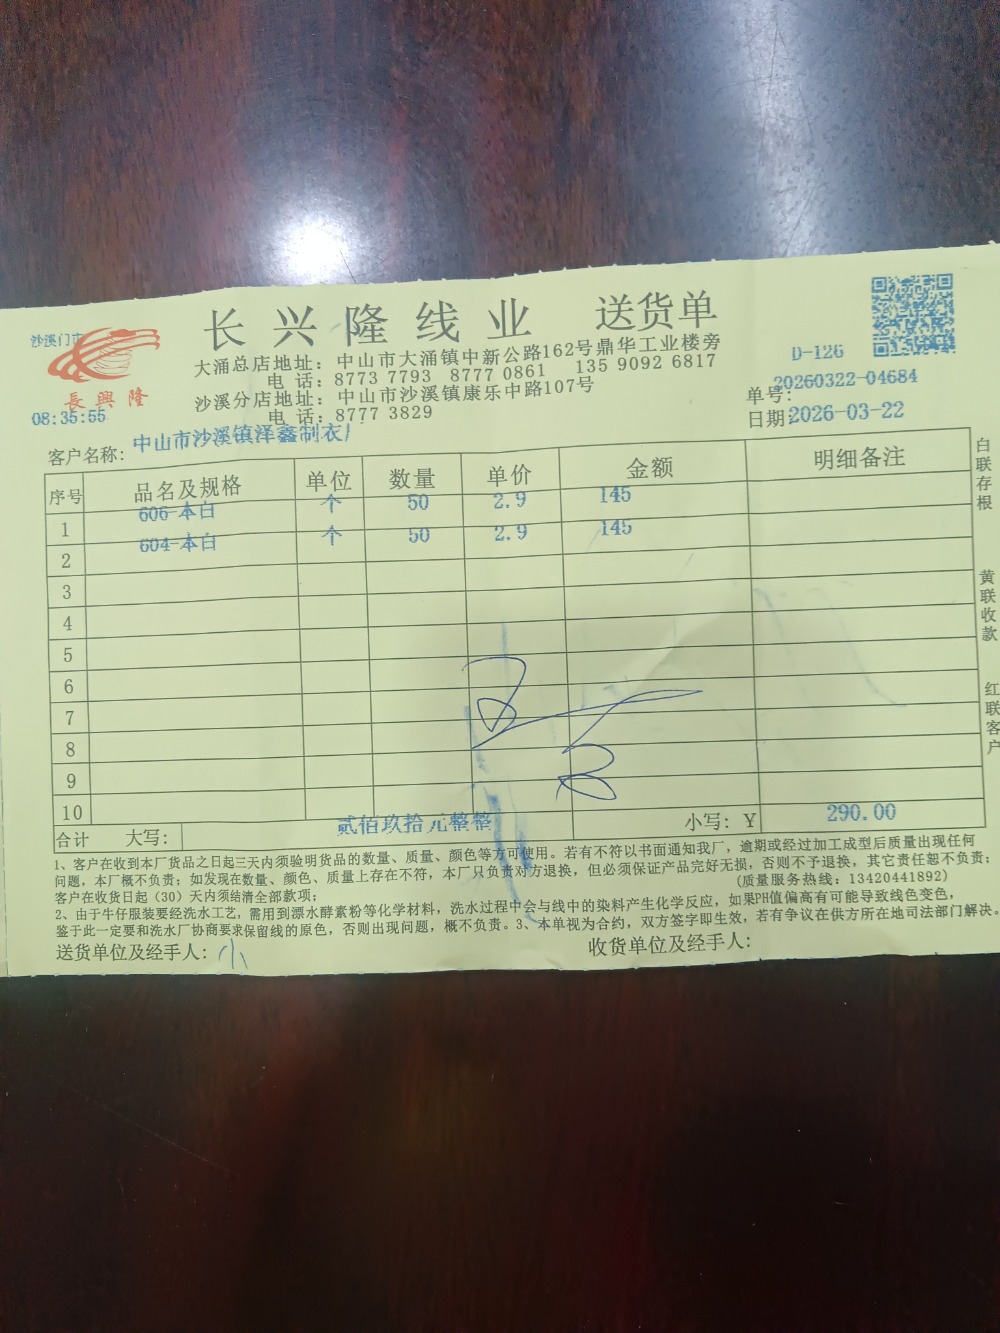 沙溪门市
長興隆
08:35:55
长兴隆线业 送货单
大涌总店地址：中山市大涌镇中新公路162号鼎华工业楼旁
电 话：8773 7793 8777 0861 135 9092 6817
沙溪分店地址：中山市沙溪镇康乐中路107号
电 话：8777 3829
D-126
单号：20260322-04684
日期：2026-03-22
客户名称：中山市沙溪镇泽鑫制衣厂
序号 品名及规格 单位 数量 单价 金额 明细备注
1 606-本白 个 50 2.9 145
2 604-本白 个 50 2.9 145
3
4
5
6
7
8
9
10
合计 大写：贰佰玖拾元整整 小写：Y 290.00
白联存根
黄联收款
红联客户
1、客户在收到本厂货品之日起三天内须验明货品的数量、质量、颜色等方可使用。若有不符以书面通知我厂，逾期或经过加工成型后质量出现任何
问题，本厂概不负责；如发现在数量、颜色、质量上存在不符，本厂只负责对方退换，但必须保证产品完好无损，否则不予退换，其它责任恕不负责；
客户在收货日起（30）天内须结清全部款项； (质量服务热线：13420441892)
2、由于牛仔服装要经洗水工艺，需用到漂水酵素粉等化学材料，洗水过程中会与线中的染料产生化学反应，如果PH值偏高有可能导致线色变色，
鉴于此一定要和洗水厂协商要求保留线的原色，否则出现问题，概不负责。3、本单视为合约，双方签字即生效，若有争议在供方所在地司法部门解决。
送货单位及经手人：小 收货单位及经手人：